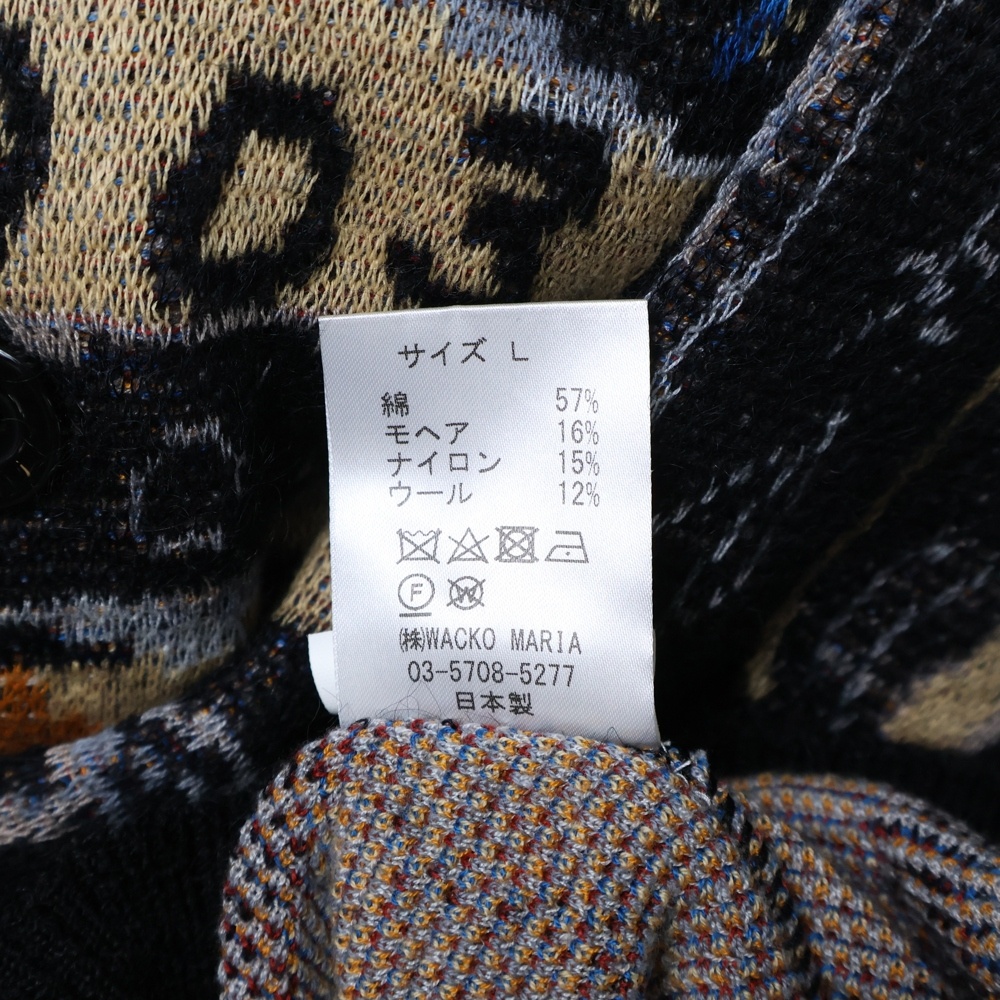 サイズ L
綿 57%
モヘア 16%
ナイロン 15%
ウール 12%
F W
㈱WACKO MARIA
03-5708-5277
日本製